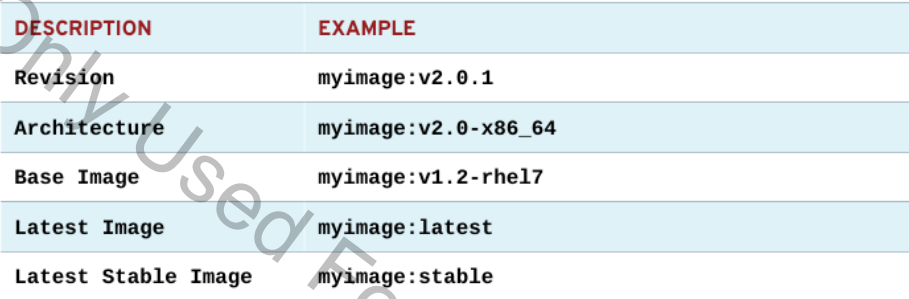 DESCRIPTION EXAMPLE
Revision myimage:v2.0.1
Architecture myimage:v2.0-x86_64
Base Image myimage:v1.2-rhel7
Latest Image myimage:latest
Latest Stable Image myimage:stable
Only Used Fo